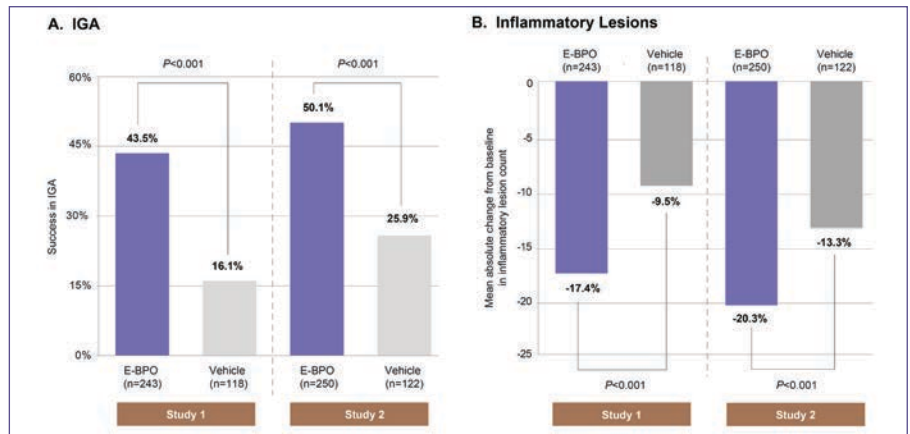 A. IGA
P<0.001
P<0.001
60%
45%
30%
15%
0%
Success in IGA
43.5%
16.1%
50.1%
25.9%
E-BPO
(n=243)
Vehicle
(n=118)
E-BPO
(n=250)
Vehicle
(n=122)
Study 1
Study 2
B. Inflammatory Lesions
E-BPO
(n=243)
Vehicle
(n=118)
E-BPO
(n=250)
Vehicle
(n=122)
0
-5
-10
-15
-20
-25
Mean absolute change from baseline
in inflammatory lesion count
-17.4%
-9.5%
-20.3%
-13.3%
P<0.001
P<0.001
Study 1
Study 2